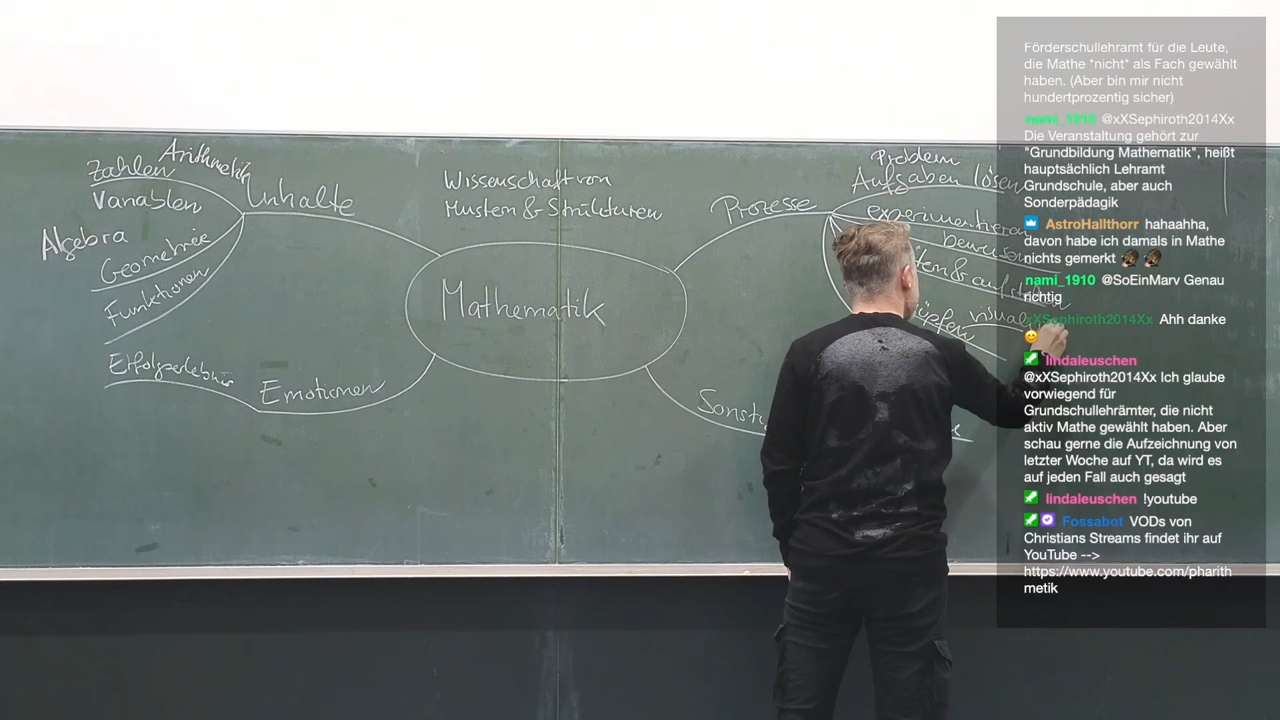 Arithmetik
Zahlen
Variablen
Inhalte
Algebra
Geometrie
Funktionen
Erfolgserlebnis
Emotionen
Wissenschaft von
Mustern & Strukturen
Mathematik
Problem
Aufgaben lösen
Prozesse
experimentieren
Förderschullehramt für die Leute,
die Mathe *nicht* als Fach gewählt
haben. (Aber bin mir nicht
hundertprozentig sicher)
nami_1910 @xXSephiroth2014Xx
Die Veranstaltung gehört zur
"Grundbildung Mathematik", heißt
hauptsächlich Lehramt
Grundschule, aber auch
Sonderpädagik
AstroHallthorr hahaahha,
davon habe ich damals in Mathe
nichts gemerkt
nami_1910 @SoEinMarv Genau
richtig
xXSephiroth2014Xx Ahh danke
😊
lindaleuschen
@xXSephiroth2014Xx Ich glaube
vorwiegend für
Grundschullehrämter, die nicht
aktiv Mathe gewählt haben. Aber
schau gerne die Aufzeichnung von
letzter Woche auf YT, da wird es
auf jeden Fall auch gesagt
lindaleuschen !youtube
Fossabot VODs von
Christians Streams findet ihr auf
YouTube -->
https://www.youtube.com/pharith
metik